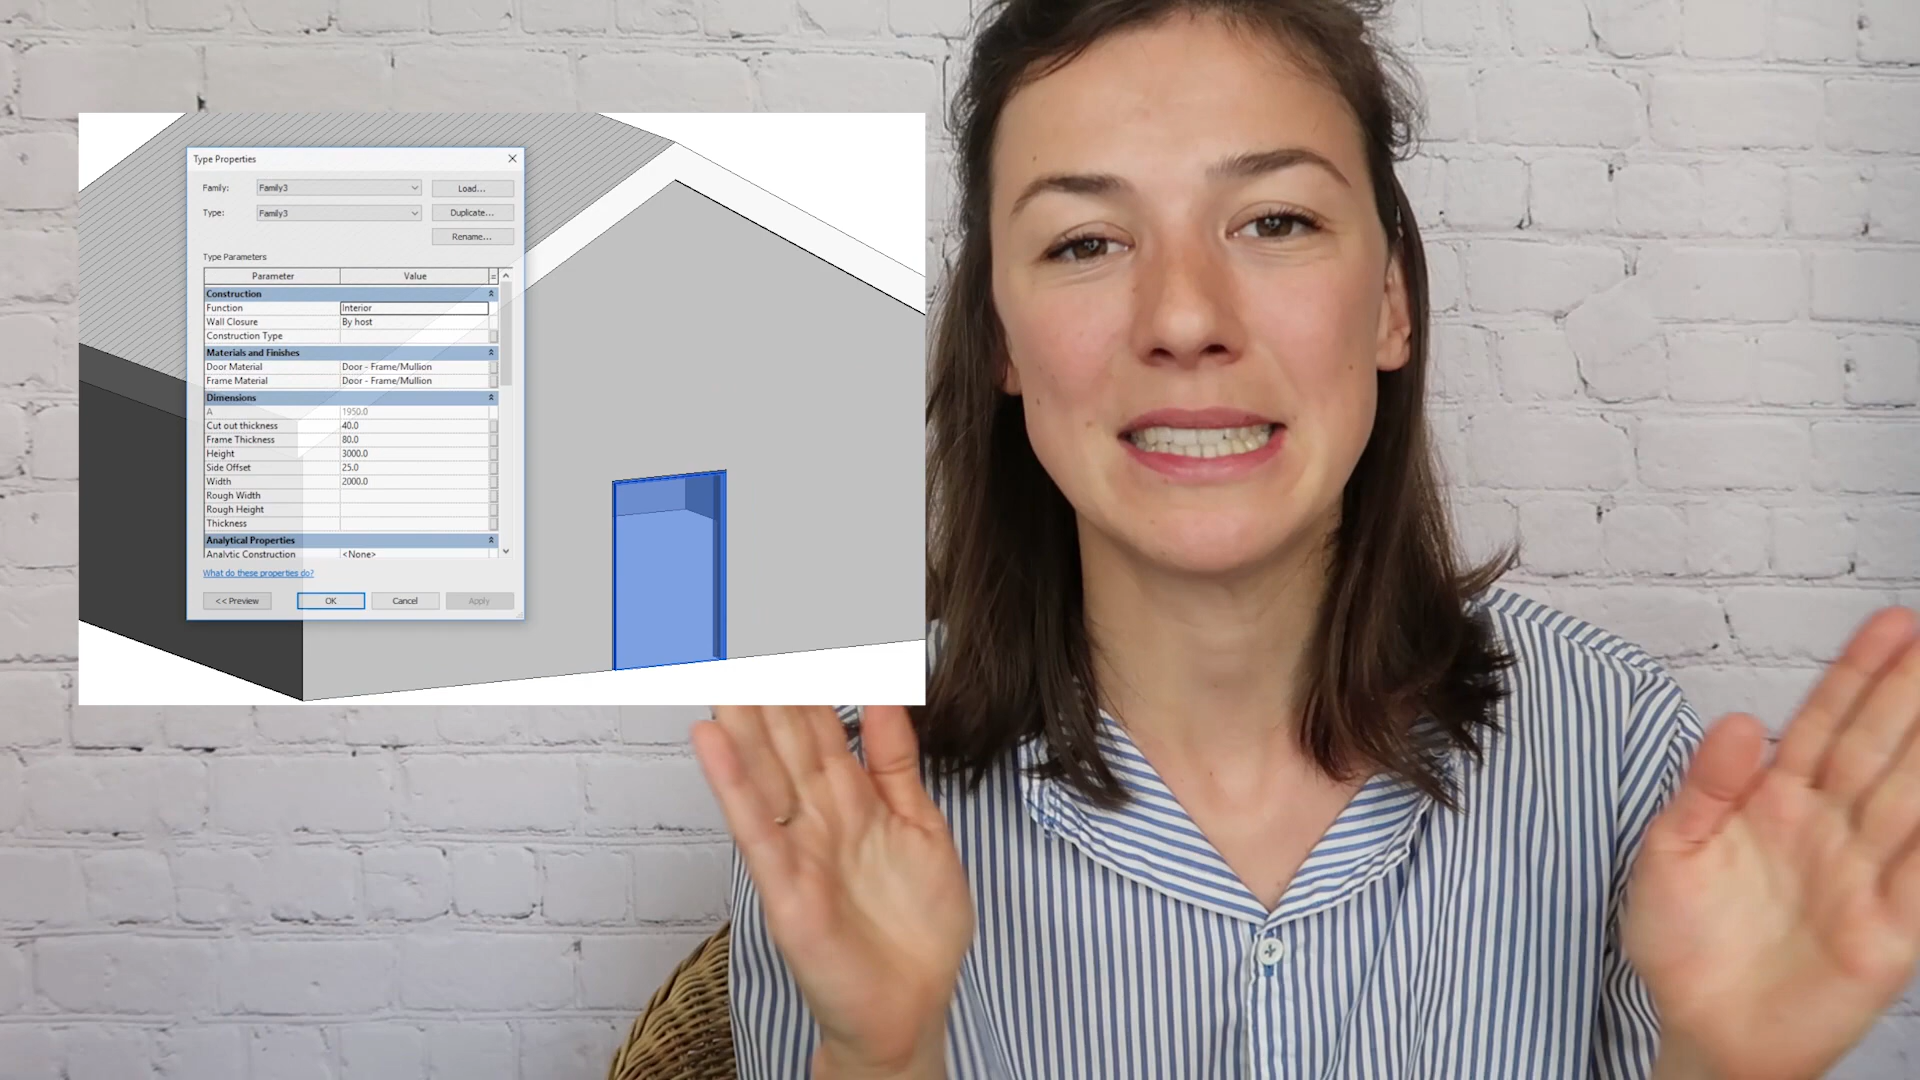 Type Properties
Family: Family3 Load...
Type: Family3 Duplicate...
Rename...
Type Parameters
Parameter Value =
Construction
Function Interior
Wall Closure By host
Construction Type
Materials and Finishes
Door Material Door - Frame/Mullion
Frame Material Door - Frame/Mullion
Dimensions
A 1950.0
Cut out thickness 40.0
Frame Thickness 80.0
Height 3000.0
Side Offset 25.0
Width 2000.0
Rough Width
Rough Height
Thickness
Analytical Properties
Analytic Construction <None>
What do these properties do?
<< Preview OK Cancel Apply